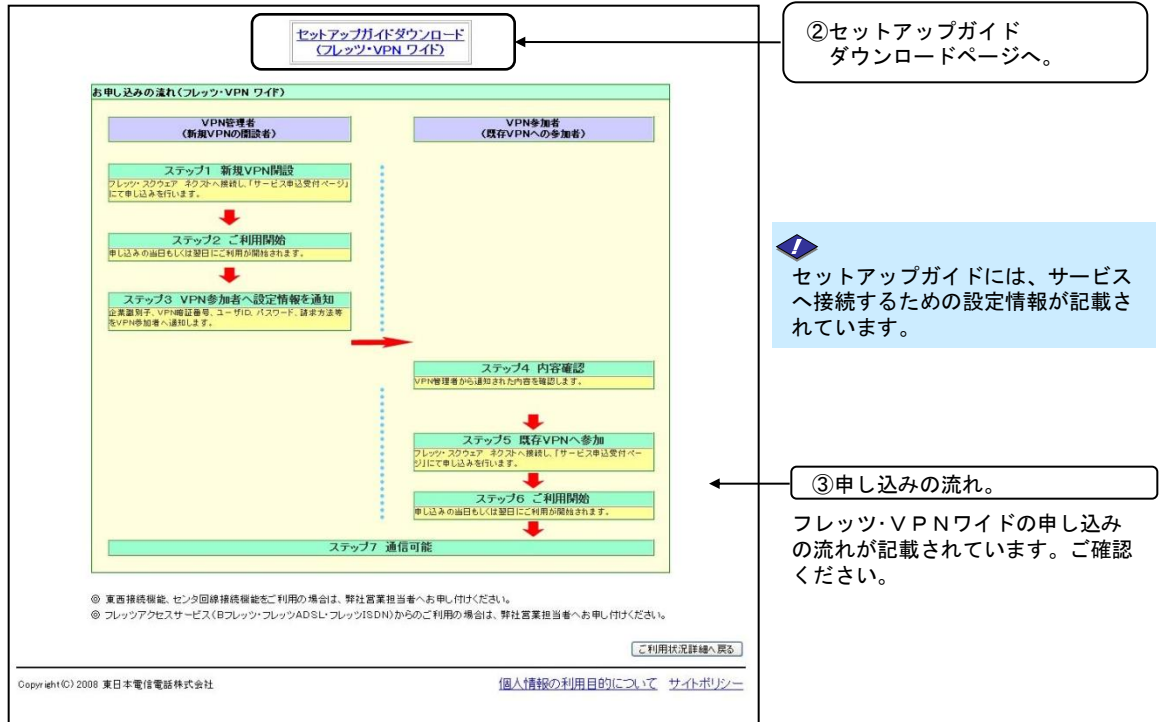 セットアップガイドダウンロード
(フレッツ・VPN ワイド)
②セットアップガイド
ダウンロードページへ。
お申し込みの流れ(フレッツ・VPN ワイド)
VPN管理者
(新規VPNの開設者)
VPN参加者
(既存VPNへの参加者)
ステップ1 新規VPN開設
フレッツ・スクウェア ネクストへ接続し、「サービス申込受付ページ」
にて申し込みを行います。
ステップ2 ご利用開始
申し込みの当日もしくは翌日にご利用が開始されます。
ステップ3 VPN参加者へ設定情報を通知
企業識別子、VPN暗証番号、ユーザID、パスワード、請求方法等
をVPN参加者へ通知します。
ステップ4 内容確認
VPN管理者から通知された内容を確認します。
ステップ5 既存VPNへ参加
フレッツ・スクウェア ネクストへ接続し、「サービス申込受付ペー
ジ」にて申し込みを行います。
ステップ6 ご利用開始
申し込みの当日もしくは翌日にご利用が開始されます。
ステップ7 通信可能
セットアップガイドには、サービス
へ接続するための設定情報が記載さ
れています。
③申し込みの流れ。
フレッツ・ＶＰＮワイドの申し込み
の流れが記載されています。ご確認
ください。
◎ 東西接続機能、センタ回線接続機能をご利用の場合は、弊社営業担当者へお申し付けください。
◎ フレッツアクセスサービス(Bフレッツ・フレッツADSL・フレッツISDN)からのご利用の場合は、弊社営業担当者へお申し付けください。
ご利用状況詳細へ戻る
Copyright(C) 2008 東日本電信電話株式会社
個人情報の利用目的について サイトポリシー